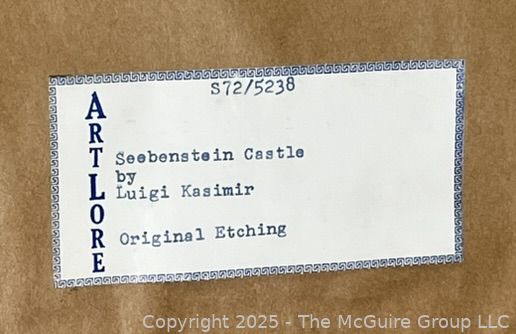 S72/5238
ARTLORE
Seebenstein Castle
by
Luigi Kasimir
Original Etching
Copyright 2025 - The McGuire Group LLC